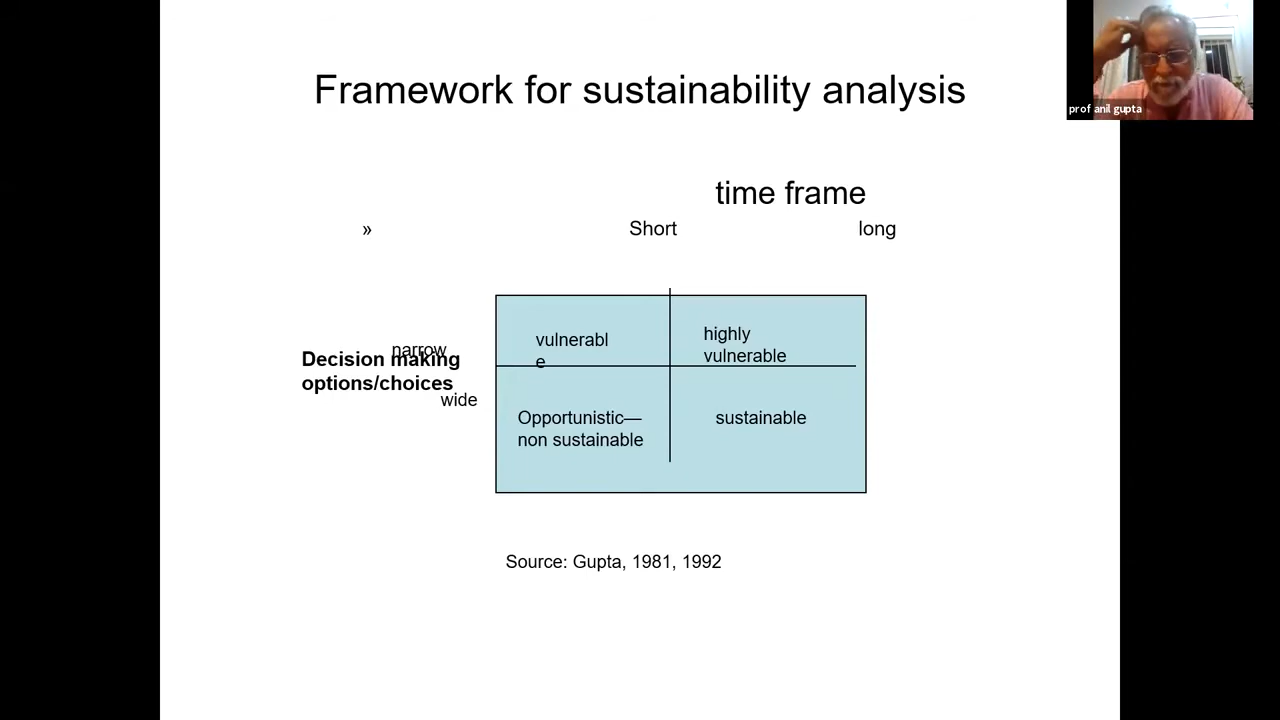 Framework for sustainability analysis
prof anil gupta
time frame
» Short long
narrow
Decision making
options/choices
wide
vulnerabl
e
highly
vulnerable
Opportunistic—
non sustainable
sustainable
Source: Gupta, 1981, 1992